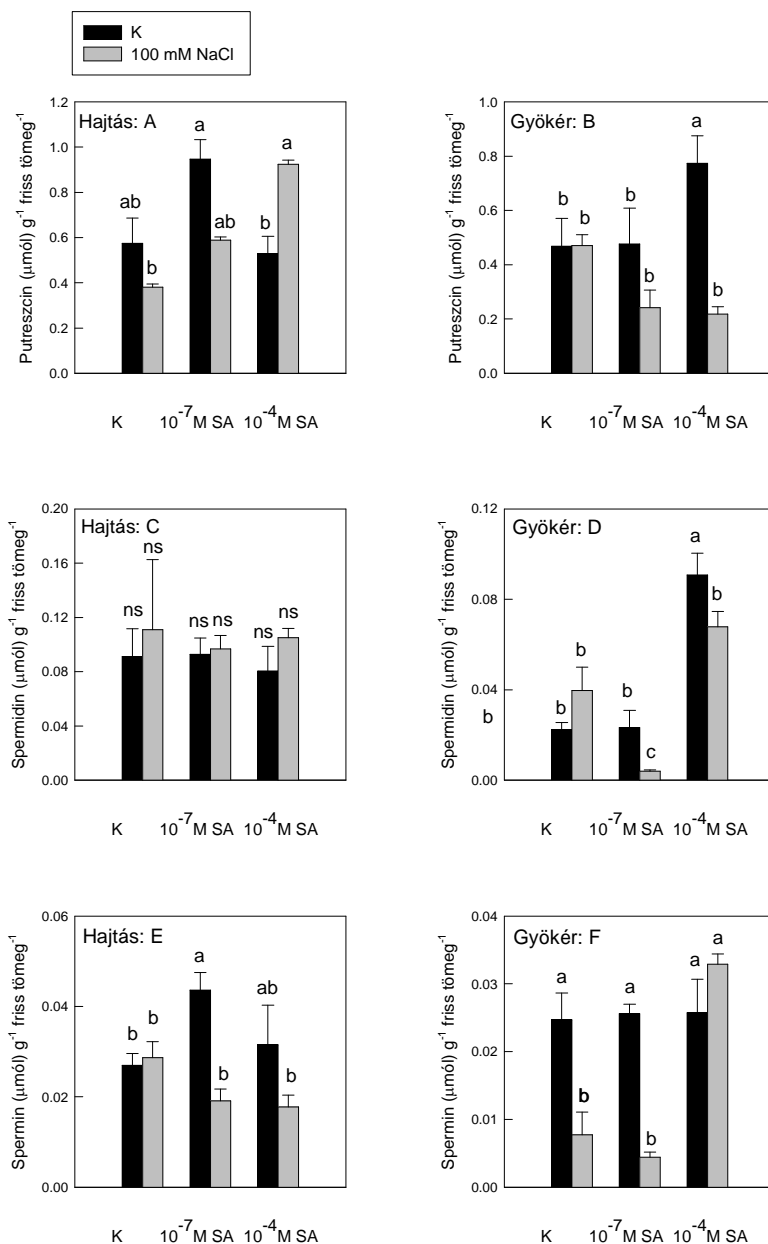 K
100 mM NaCl
Hajtás: A
Putreszcin (μmól) g⁻¹ friss tömeg⁻¹
1.2
1.0
0.8
0.6
0.4
0.2
0.0
ab
b
a
ab
b
a
K 10⁻⁷M SA 10⁻⁴M SA
Gyökér: B
Putreszcin (μmól) g⁻¹ friss tömeg⁻¹
1.0
0.8
0.6
0.4
0.2
0.0
b
b
b
b
a
b
K 10⁻⁷M SA 10⁻⁴M SA
Hajtás: C
Spermidin (μmól) g⁻¹ friss tömeg⁻¹
0.20
0.16
0.12
0.08
0.04
0.00
ns
ns
ns ns
ns
ns
K 10⁻⁷M SA 10⁻⁴M SA
Gyökér: D
Spermidin (μmól) g⁻¹ friss tömeg⁻¹
0.12
0.08
0.04
0.00
b
b
b
b
c
a
b
K 10⁻⁷M SA 10⁻⁴M SA
Hajtás: E
Spermin (μmól) g⁻¹ friss tömeg⁻¹
0.06
0.04
0.02
0.00
b
b
a
b
ab
b
K 10⁻⁷M SA 10⁻⁴M SA
Gyökér: F
Spermin (μmól) g⁻¹ friss tömeg⁻¹
0.04
0.03
0.02
0.01
0.00
a
b
a
b
a
a
K 10⁻⁷M SA 10⁻⁴M SA